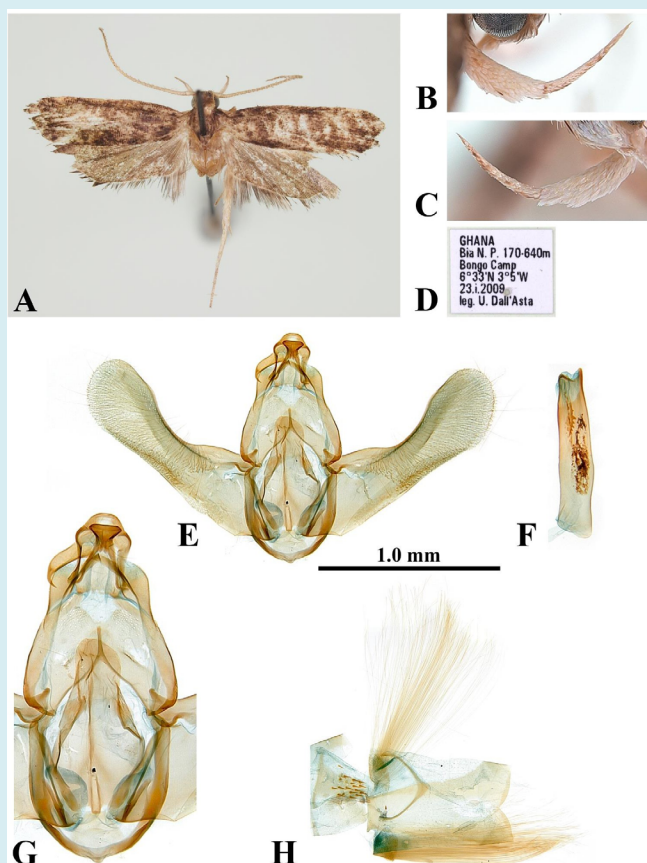 A
B
C
GHANA
Bia N. P. 170-640m
Bongo Camp
6°33'N 3°5'W
23.i.2009
leg. U. Dall'Asta
D
E
F
1.0 mm
G
H